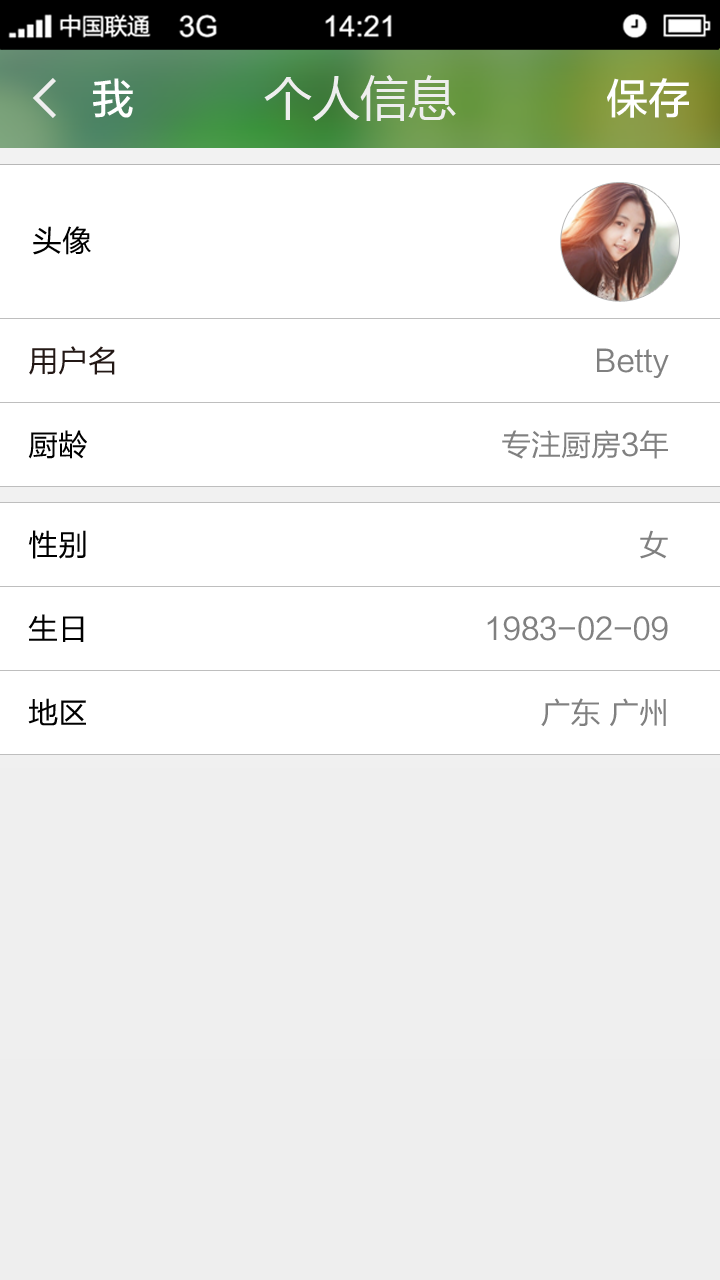 中国联通 3G 14:21
我 个人信息 保存
头像
用户名 Betty
厨龄 专注厨房3年
性别 女
生日 1983-02-09
地区 广东 广州